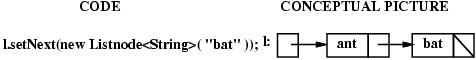 CODE CONCEPTUAL PICTURE
l.setNext(new Listnode<String>( "bat" )); l: ant bat